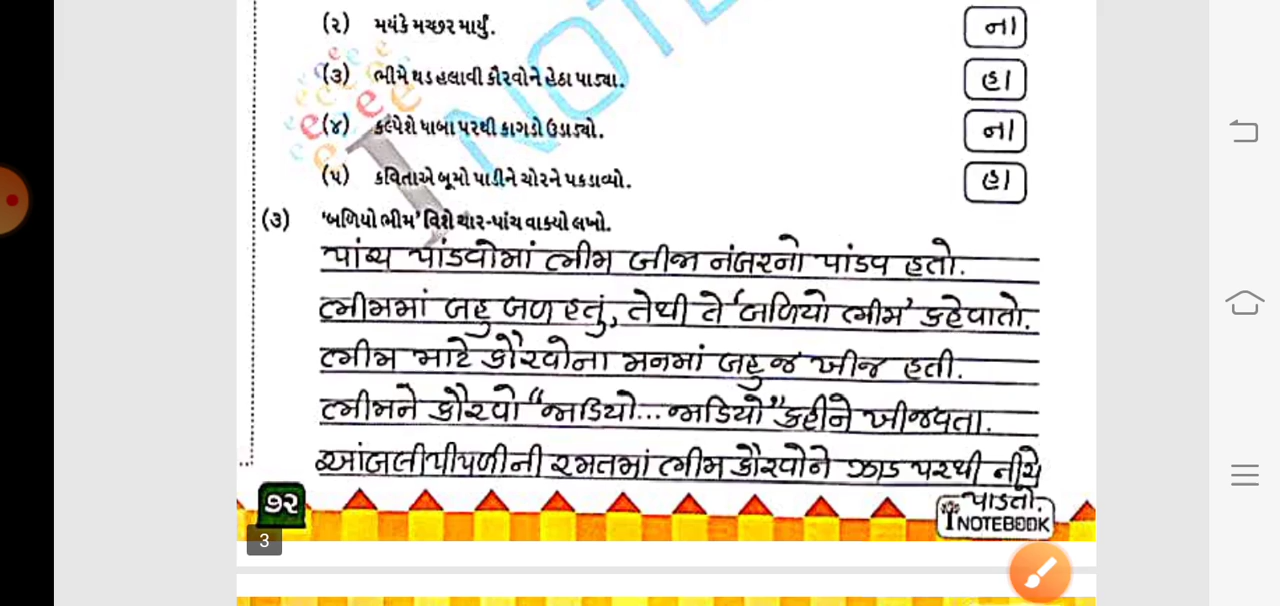 (૨) મયંકે મચ્છર માર્યું. ના
(૩) ભીમે થડ હલાવી કૌરવોને હેઠા પાડ્યા. હા
(૪) કલ્પેશે ધાબા પરથી કાગડો ઉડાડ્યો. ના
(૫) કવિતાએ બૂમો પાડીને ચોરને પકડાવ્યો. હા
(૩) 'બળિયો ભીમ' વિશે ચાર-પાંચ વાક્યો લખો.
પાંચ પાંડવોમાં ભીમ બીજા નંબરનો પાંડવ હતો.
ભીમમાં બહુ બળ હતું, તેથી તે 'બળિયો ભીમ' કહેવાતો.
ભીમ માટે કૌરવોના મનમાં બહુ જ ખીજ હતી.
ભીમને કૌરવો "જાડિયો... જાડિયો" કહીને ખીજવતા.
આંબલીપીપળીની રમતમાં ભીમ કૌરવોને ઝાડ પરથી નીચે
પાડતો.
૭૨
iNOTEBOOK
3